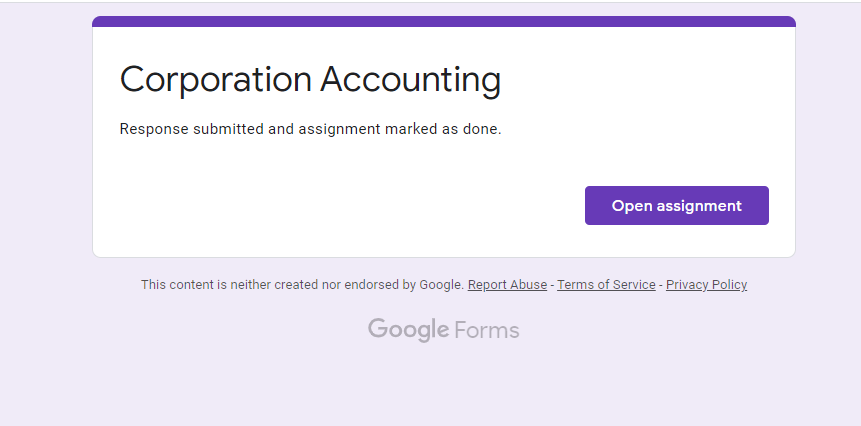 Corporation Accounting
Response submitted and assignment marked as done.
Open assignment
This content is neither created nor endorsed by Google. Report Abuse - Terms of Service - Privacy Policy
Google Forms